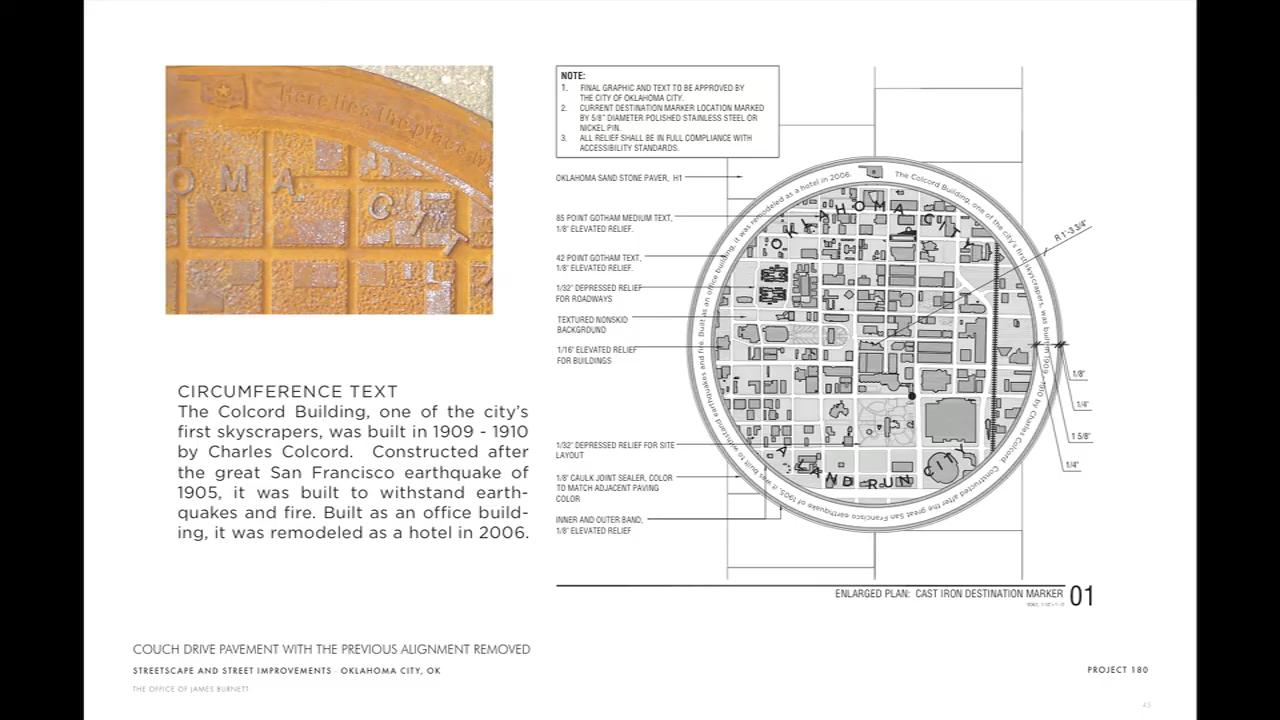 Here lies the place
O M A
C I T
CIRCUMFERENCE TEXT
The Colcord Building, one of the city's
first skyscrapers, was built in 1909 - 1910
by Charles Colcord. Constructed after
the great San Francisco earthquake of
1905, it was built to withstand earth-
quakes and fire. Built as an office build-
ing, it was remodeled as a hotel in 2006.
NOTE:
1. FINAL GRAPHIC AND TEXT TO BE APPROVED BY
THE CITY OF OKLAHOMA CITY.
2. CURRENT DESTINATION MARKER LOCATION MARKED
BY 5/8" DIAMETER POLISHED STAINLESS STEEL OR
NICKEL PIN.
3. ALL RELIEF SHALL BE IN FULL COMPLIANCE WITH
ACCESSIBILITY STANDARDS.
OKLAHOMA SAND STONE PAVER, H1
85 POINT GOTHAM MEDIUM TEXT,
1/8" ELEVATED RELIEF.
42 POINT GOTHAM TEXT,
1/8" ELEVATED RELIEF.
1/32" DEPRESSED RELIEF
FOR ROADWAYS
TEXTURED NONSKID
BACKGROUND
1/16" ELEVATED RELIEF
FOR BUILDINGS
1/32" DEPRESSED RELIEF FOR SITE
LAYOUT
1/8" CAULK JOINT SEALER, COLOR
TO MATCH ADJACENT PAVING
COLOR
INNER AND OUTER BAND,
1/8" ELEVATED RELIEF
The Colcord Building, one of the city's first skyscrapers, was built in 1909 - 1910 by Charles Colcord. Constructed after the great San Francisco earthquake of 1905, it was built to withstand earthquakes and fire. Built as an office building, it was remodeled as a hotel in 2006.
OKLAHOMA CITY
LAND RUN
R 1'-3 3/4"
1/8"
1/4"
1 5/8"
1/4"
ENLARGED PLAN: CAST IRON DESTINATION MARKER 01
COUCH DRIVE PAVEMENT WITH THE PREVIOUS ALIGNMENT REMOVED
STREETSCAPE AND STREET IMPROVEMENTS · OKLAHOMA CITY, OK
THE OFFICE OF JAMES BURNETT
PROJECT 180
45